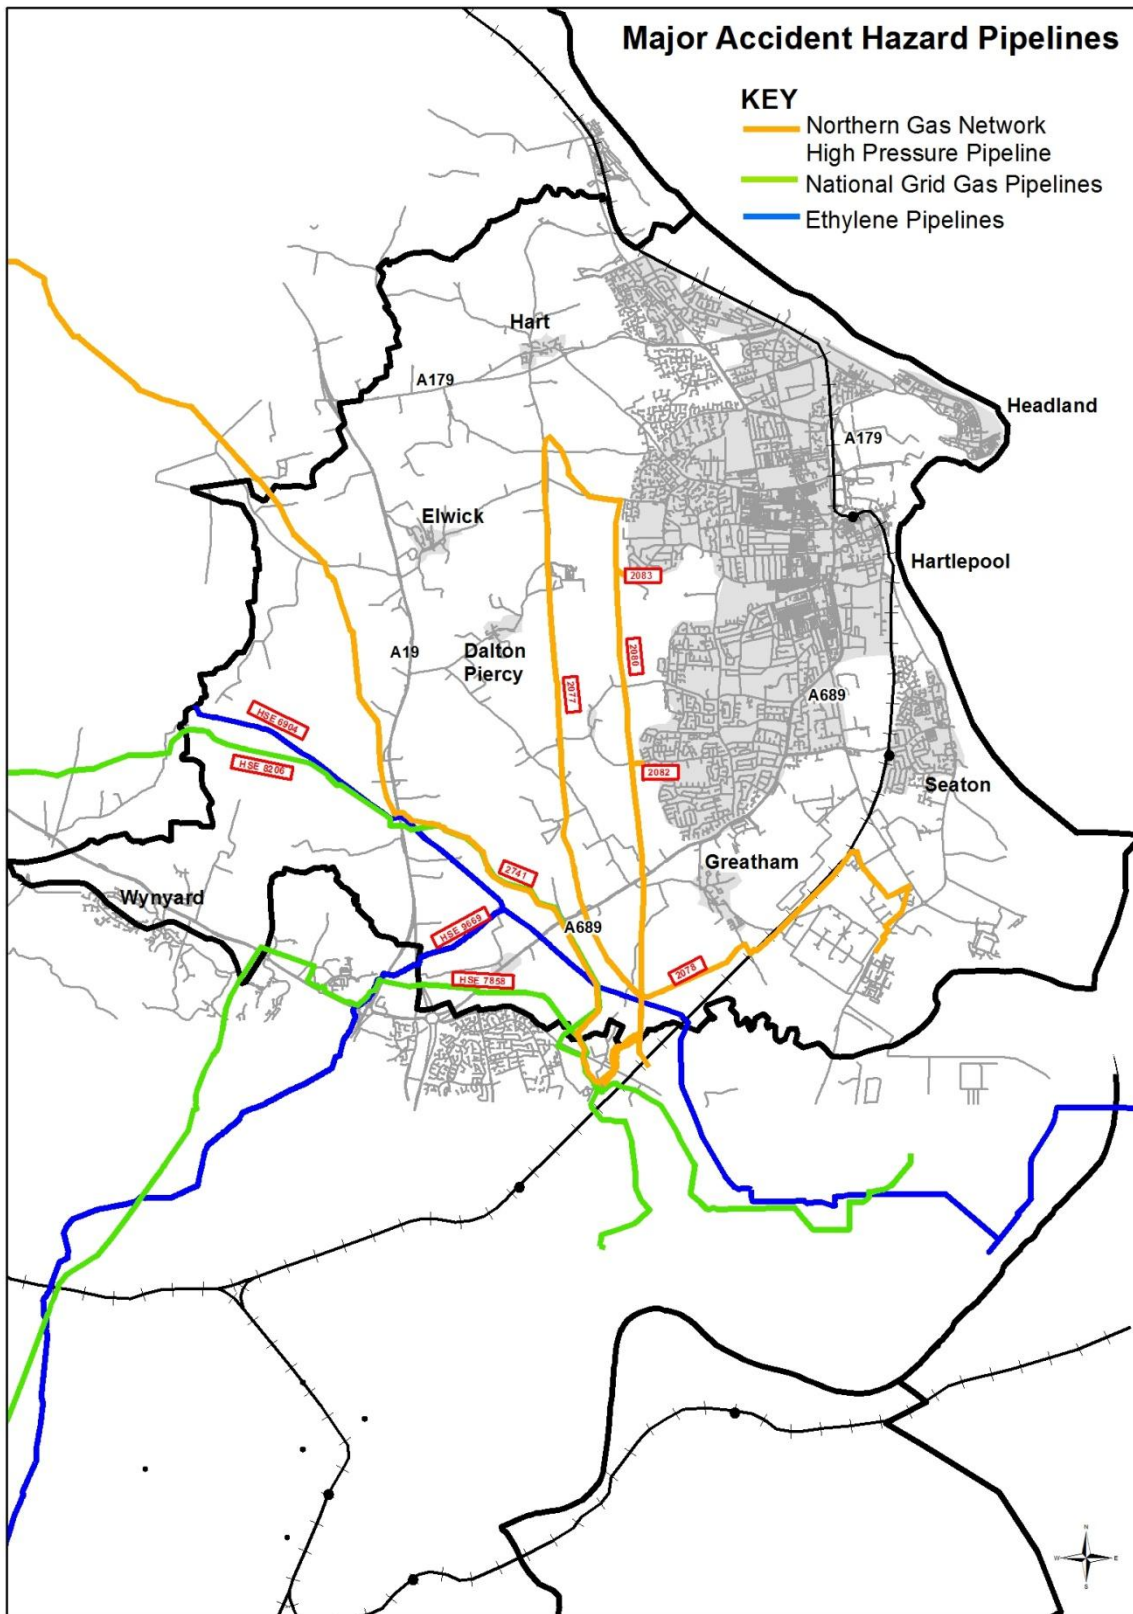 Major Accident Hazard Pipelines
KEY
Northern Gas Network
High Pressure Pipeline
National Grid Gas Pipelines
Ethylene Pipelines
Hart
A179
Headland
A179
Elwick
Hartlepool
2083
Dalton
Piercy
A19
2080
2077
A689
HSE 6904
HSE 8206
2082
Seaton
Greatham
2741
Wynyard
HSE 9669
A689
2078
HSE 7858
N
W
E
S